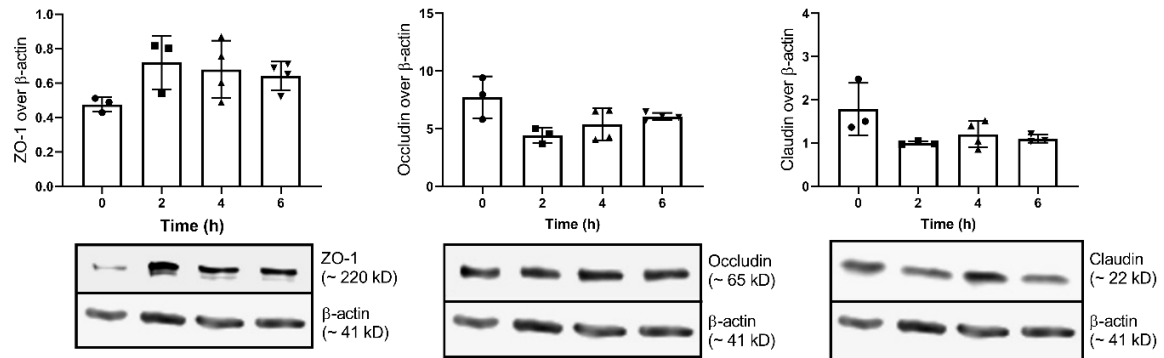 ZO-1 over β-actin
1.0
0.8
0.6
0.4
0.2
0.0
0 2 4 6
Time (h)
ZO-1
(~ 220 kD)
β-actin
(~ 41 kD)
Occludin over β-actin
15
10
5
0
0 2 4 6
Time (h)
Occludin
(~ 65 kD)
β-actin
(~ 41 kD)
Claudin over β-actin
4
3
2
1
0
0 2 4 6
Time (h)
Claudin
(~ 22 kD)
β-actin
(~ 41 kD)